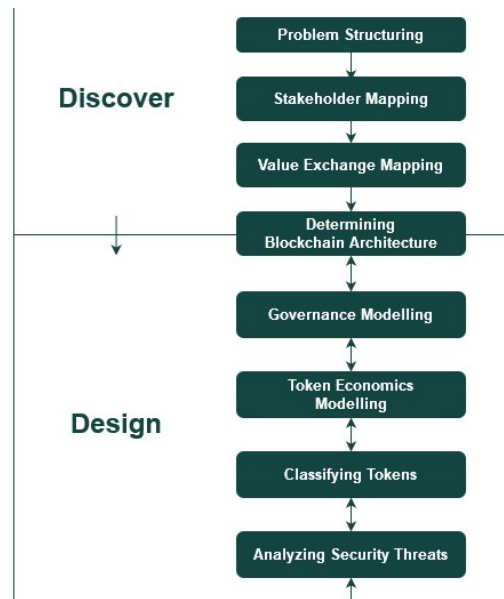 Problem Structuring
Discover
Stakeholder Mapping
Value Exchange Mapping
Determining
Blockchain Architecture
Governance Modelling
Token Economics
Modelling
Design
Classifying Tokens
Analyzing Security Threats